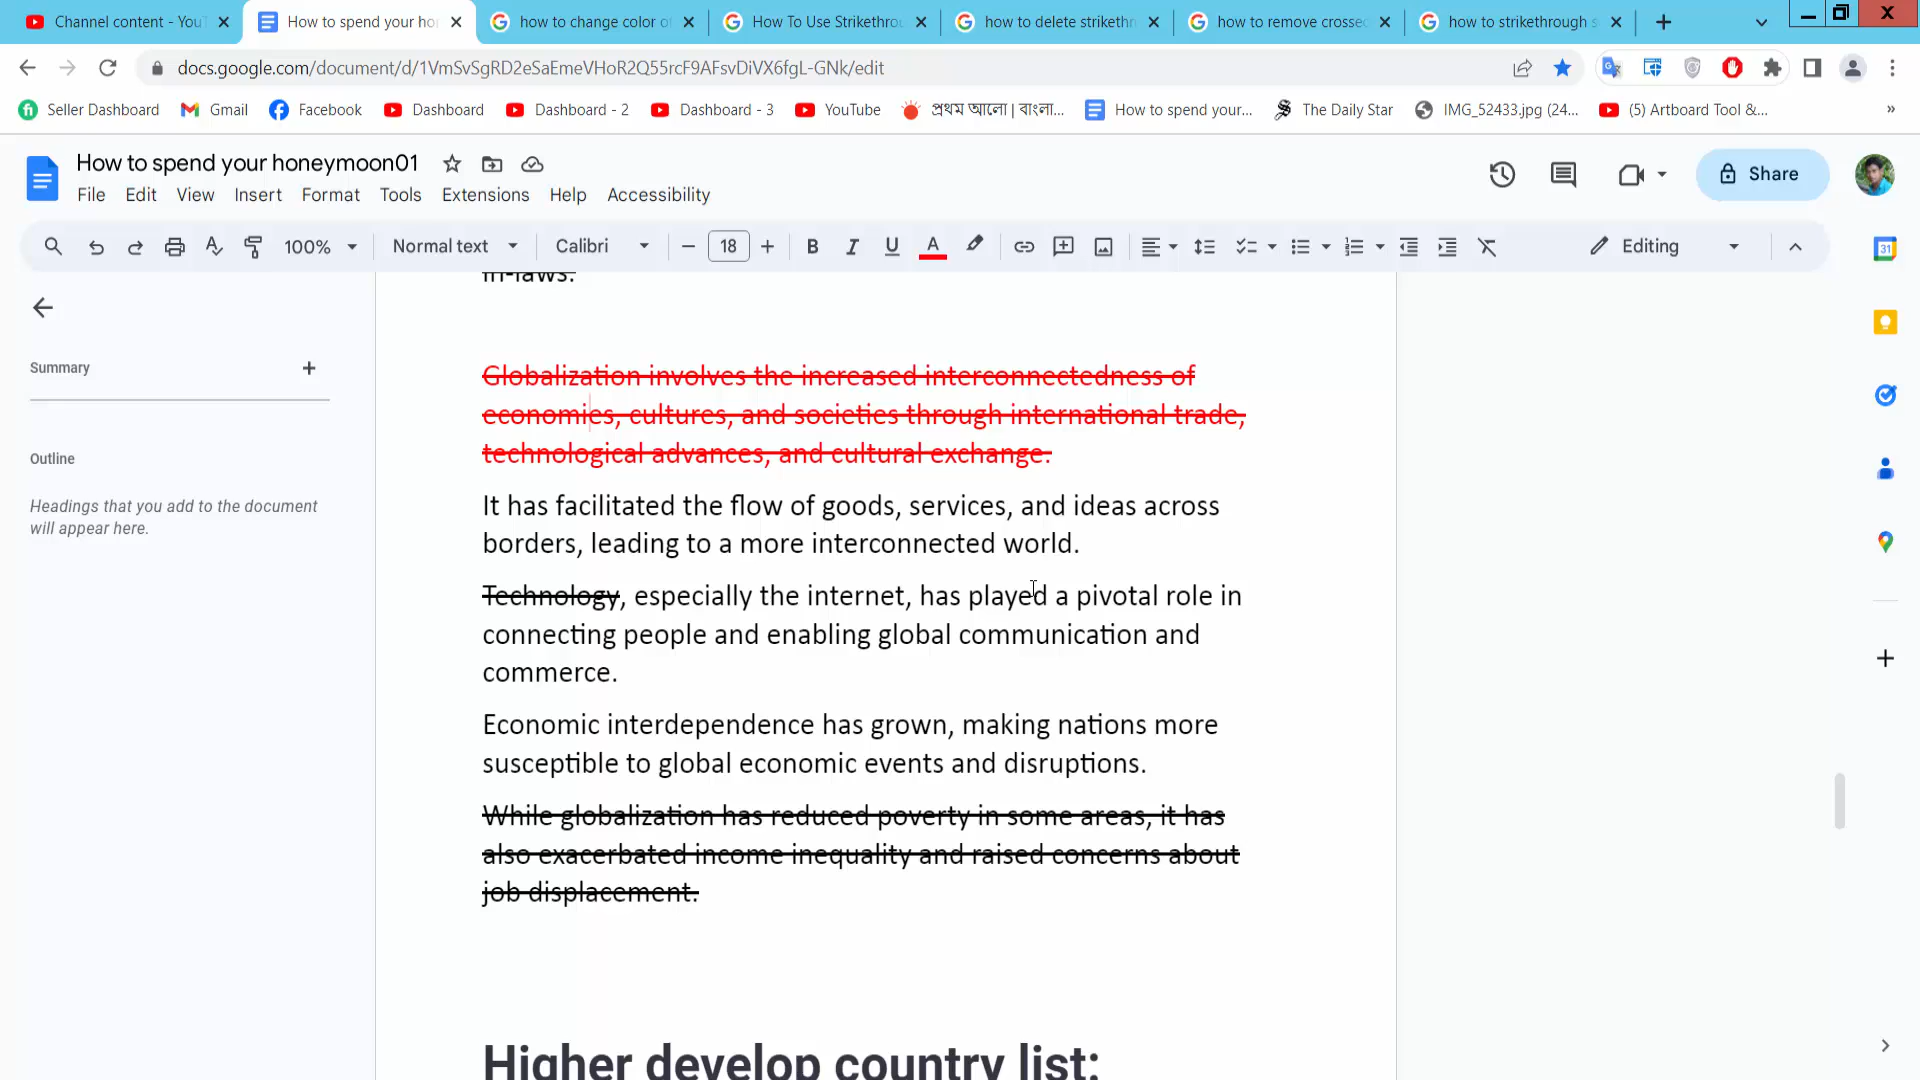 Channel content - You
How to spend your ho
how to change color o
How To Use Strikethro
how to delete strikethr
how to remove crosse
how to strikethrough s
docs.google.com/document/d/1VmSvSgRD2eSaEmeVHoR2Q55rcF9AFsvDiVX6fgL-GNk/edit
Seller Dashboard
Gmail
Facebook
Dashboard
Dashboard - 2
Dashboard - 3
YouTube
প্রথম আলো | বাংলা...
How to spend your...
The Daily Star
IMG_52433.jpg (24...
(5) Artboard Tool &...
»
How to spend your honeymoon01
Share
File Edit View Insert Format Tools Extensions Help Accessibility
100% Normal text Calibri 18 B I U A Editing
31
in-laws.
Summary
Outline
Headings that you add to the document
will appear here.
Globalization involves the increased interconnectedness of
economies, cultures, and societies through international trade,
technological advances, and cultural exchange.
It has facilitated the flow of goods, services, and ideas across
borders, leading to a more interconnected world.
Technology, especially the internet, has played a pivotal role in
connecting people and enabling global communication and
commerce.
Economic interdependence has grown, making nations more
susceptible to global economic events and disruptions.
While globalization has reduced poverty in some areas, it has
also exacerbated income inequality and raised concerns about
job displacement.
Higher develop country list: